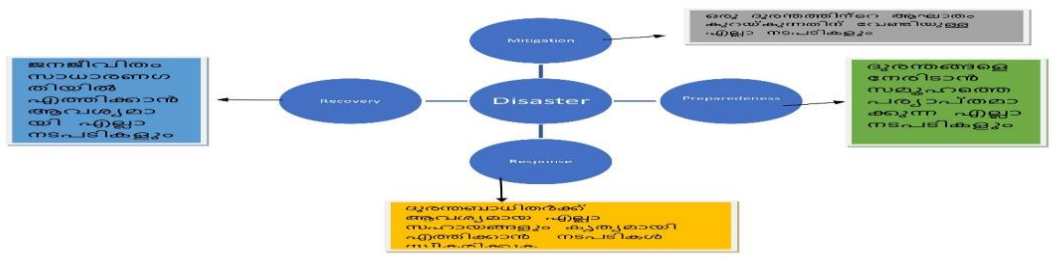 ഒരു ദുരന്തത്തിന്റെ ആഘാതം
കുറയ്കുന്നതിന് വേണ്ടിയുള്ള
എല്ലാ നടപടികളും
Mitigation
ജനജീവിതം
സാധാരണഗ
തിയിൽ
എത്തിക്കാൻ
ആവശ്യമാ
യി എല്ലാ
നടപടികളും
Recovery
Disaster
Preparedeness
ദുരന്തങ്ങളെ
നേരിടാൻ
സമൂഹത്തെ
പര്യാപ്തമാ
ക്കുന്ന എല്ലാ
നടപടികളും
Response
ദുരന്തബാധിതർക്ക്
ആവശ്യമായ എല്ലാ
സഹായങ്ങളും കൃത്യമായി
എത്തിക്കാൻ നടപടികൾ
സ്വീകരിക്കുക